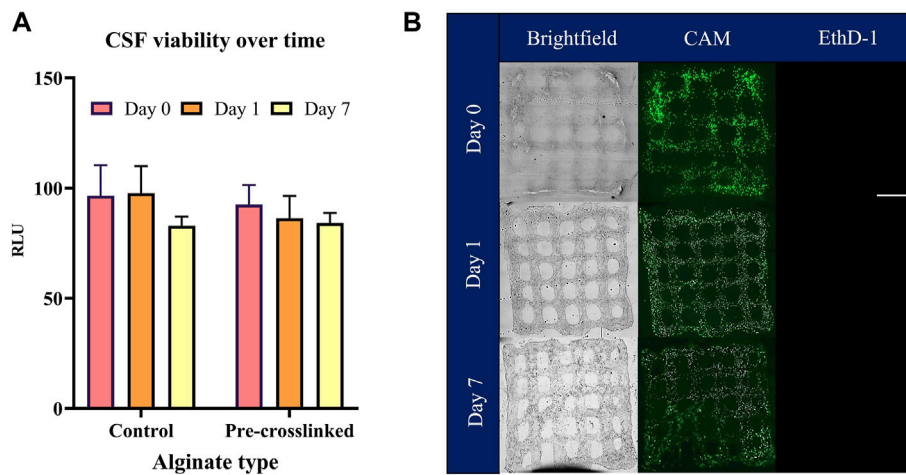 A
CSF viability over time
150
100
50
0
RLU
Day 0
Day 1
Day 7
Control
Pre-crosslinked
Alginate type
B
Brightfield
CAM
EthD-1
Day 0
Day 1
Day 7